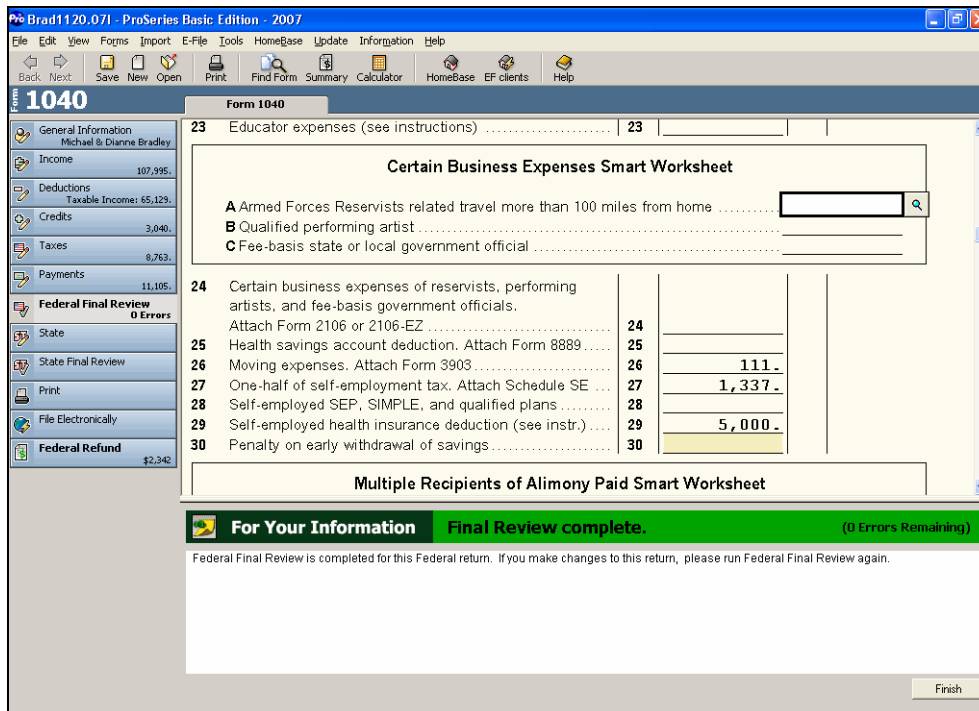 Brad1120.07I - ProSeries Basic Edition - 2007
File Edit View Forms Import E-File Tools HomeBase Update Information Help
Back Next Save New Open Print Find Form Summary Calculator HomeBase EF clients Help
Form 1040
Form 1040
General Information
Michael & Dianne Bradley
Income
107,995.
Deductions
Taxable Income: 65,129.
Credits
3,040.
Taxes
8,763.
Payments
11,105.
Federal Final Review
0 Errors
State
State Final Review
Print
File Electronically
Federal Refund
$2,342
23 Educator expenses (see instructions) ..................... 23
Certain Business Expenses Smart Worksheet
A Armed Forces Reservists related travel more than 100 miles from home ...........
B Qualified performing artist ...............................................................
C Fee-basis state or local government official ...........................................
24 Certain business expenses of reservists, performing
artists, and fee-basis government officials.
Attach Form 2106 or 2106-EZ ............................... 24
25 Health savings account deduction. Attach Form 8889..... 25
26 Moving expenses. Attach Form 3903....................... 26 111.
27 One-half of self-employment tax. Attach Schedule SE ... 27 1,337.
28 Self-employed SEP, SIMPLE, and qualified plans ......... 28
29 Self-employed health insurance deduction (see instr.) .... 29 5,000.
30 Penalty on early withdrawal of savings..................... 30
Multiple Recipients of Alimony Paid Smart Worksheet
For Your Information Final Review complete. (0 Errors Remaining)
Federal Final Review is completed for this Federal return. If you make changes to this return, please run Federal Final Review again.
Finish